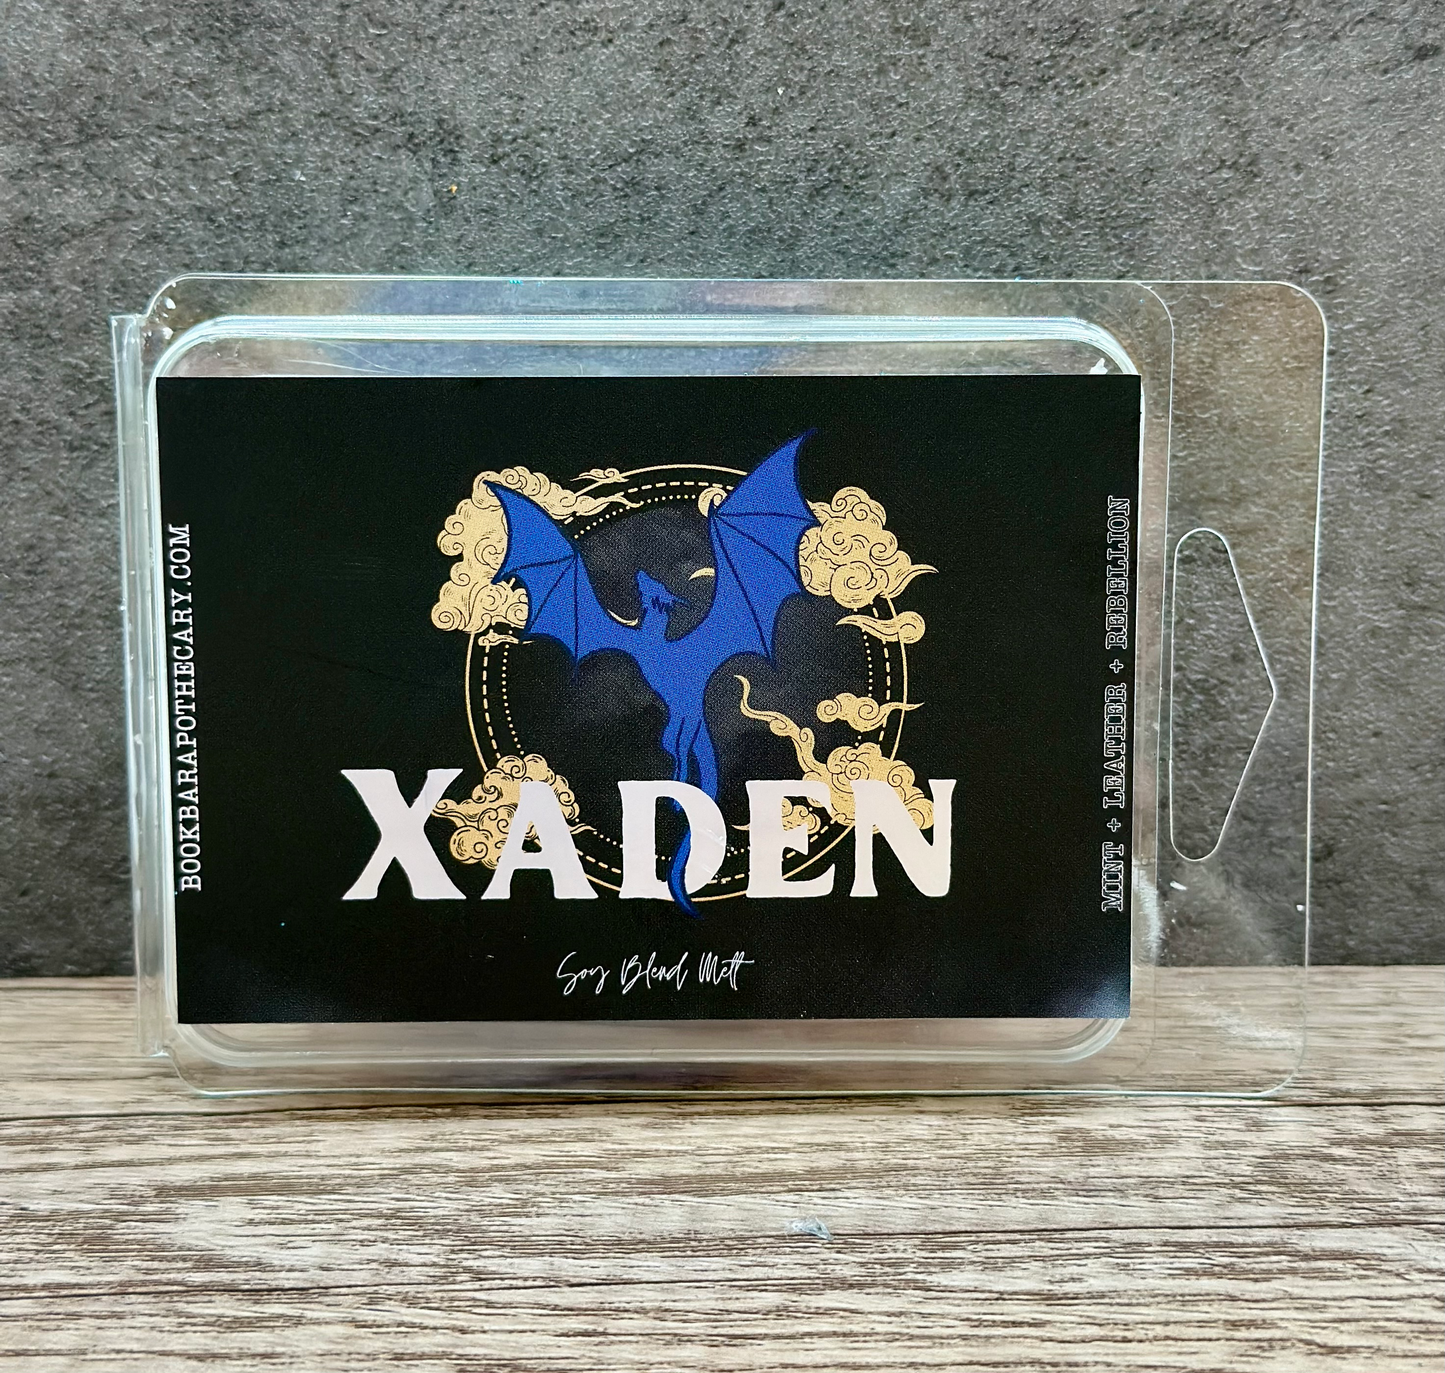 BOOKBARAPOTHECARY.COM
XADEN
Soy Blend Melt
MINT + LEATHER + REBELLION